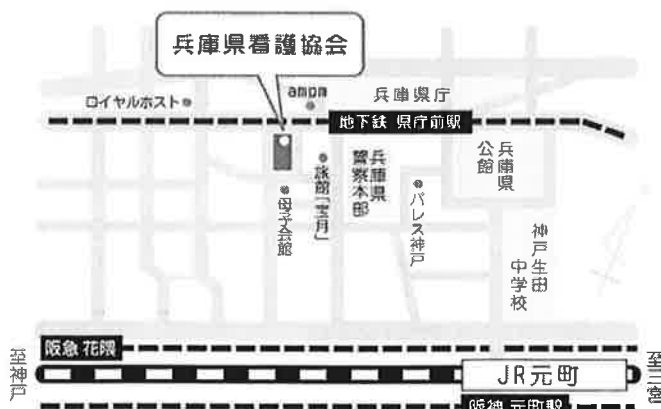 兵庫県看護協会
ampm
兵庫県庁
ロイヤルホスト
地下鉄 県庁前駅
兵庫県
公館
兵庫県
警察本部
旅館「宝月」
母子会館
パレス神戸
神戸生田
中学校
阪急 花隈
至神戸
JR元町
至三宮
阪神 元町駅